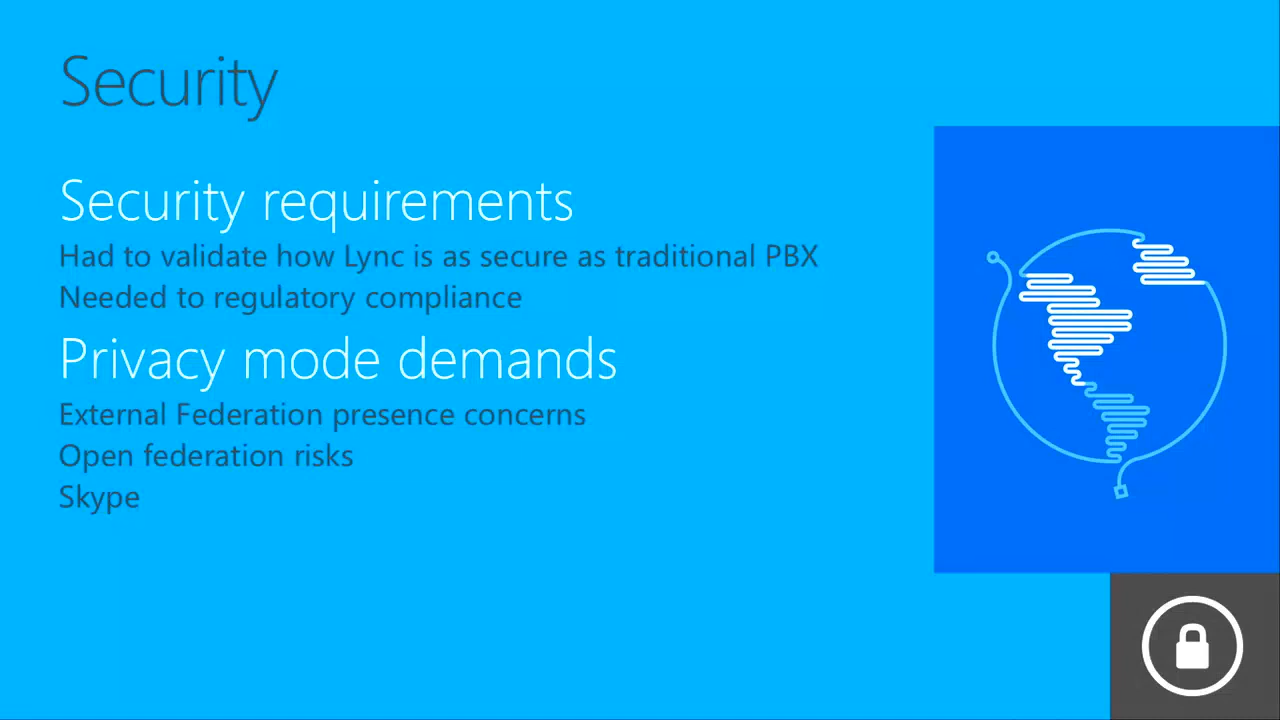 Security
Security requirements
Had to validate how Lync is as secure as traditional PBX
Needed to regulatory compliance
Privacy mode demands
External Federation presence concerns
Open federation risks
Skype